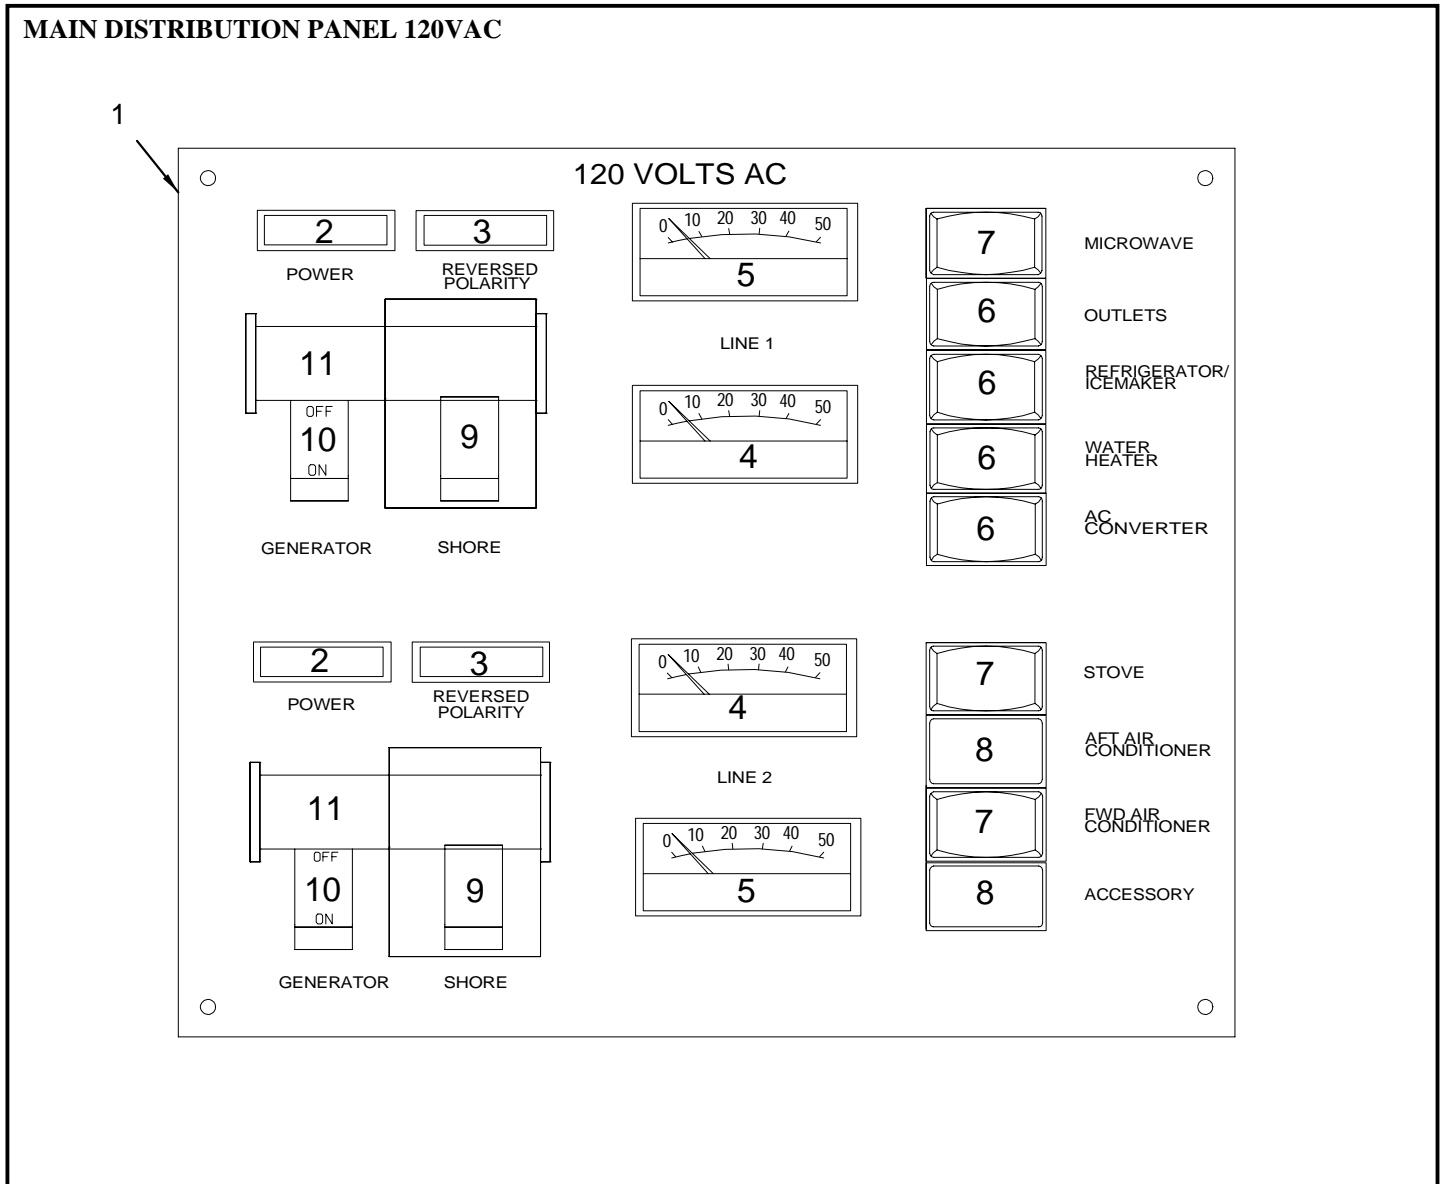 MAIN DISTRIBUTION PANEL 120VAC
1
120 VOLTS AC
2
3
POWER
REVERSED
POLARITY
0 10 20 30 40 50
5
LINE 1
7
MICROWAVE
6
OUTLETS
11
6
REFRIGERATOR/
ICEMAKER
OFF
10
ON
9
0 10 20 30 40 50
4
6
WATER
HEATER
6
AC
CONVERTER
GENERATOR
SHORE
2
3
POWER
REVERSED
POLARITY
0 10 20 30 40 50
4
LINE 2
7
STOVE
8
AFT AIR
CONDITIONER
11
7
FWD AIR
CONDITIONER
OFF
10
ON
9
0 10 20 30 40 50
5
8
ACCESSORY
GENERATOR
SHORE